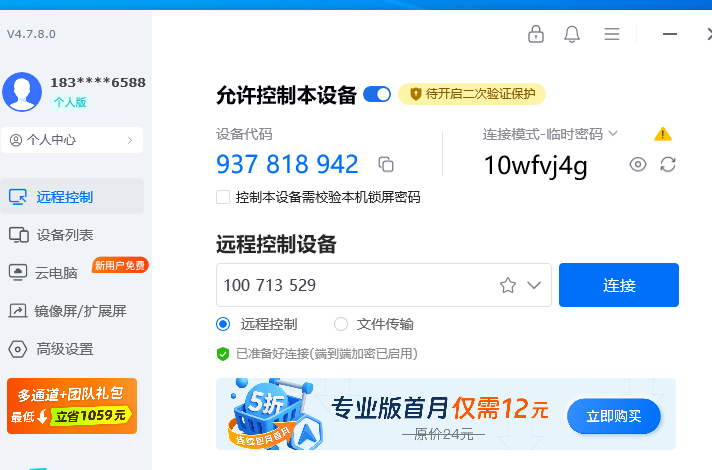 V4.7.8.0
183****6588
个人版
个人中心
远程控制
设备列表
云电脑
新用户免费
镜像屏/扩展屏
高级设置
多通道+团队礼包
最低 立省1059元
允许控制本设备
待开启二次验证保护
设备代码
937 818 942
连接模式-临时密码
10wfvj4g
控制本设备需校验本机锁屏密码
远程控制设备
100 713 529
连接
远程控制
文件传输
已准备好连接(端到端加密已启用)
5折
连续包月首月
专业版首月仅需12元
原价24元
立即购买